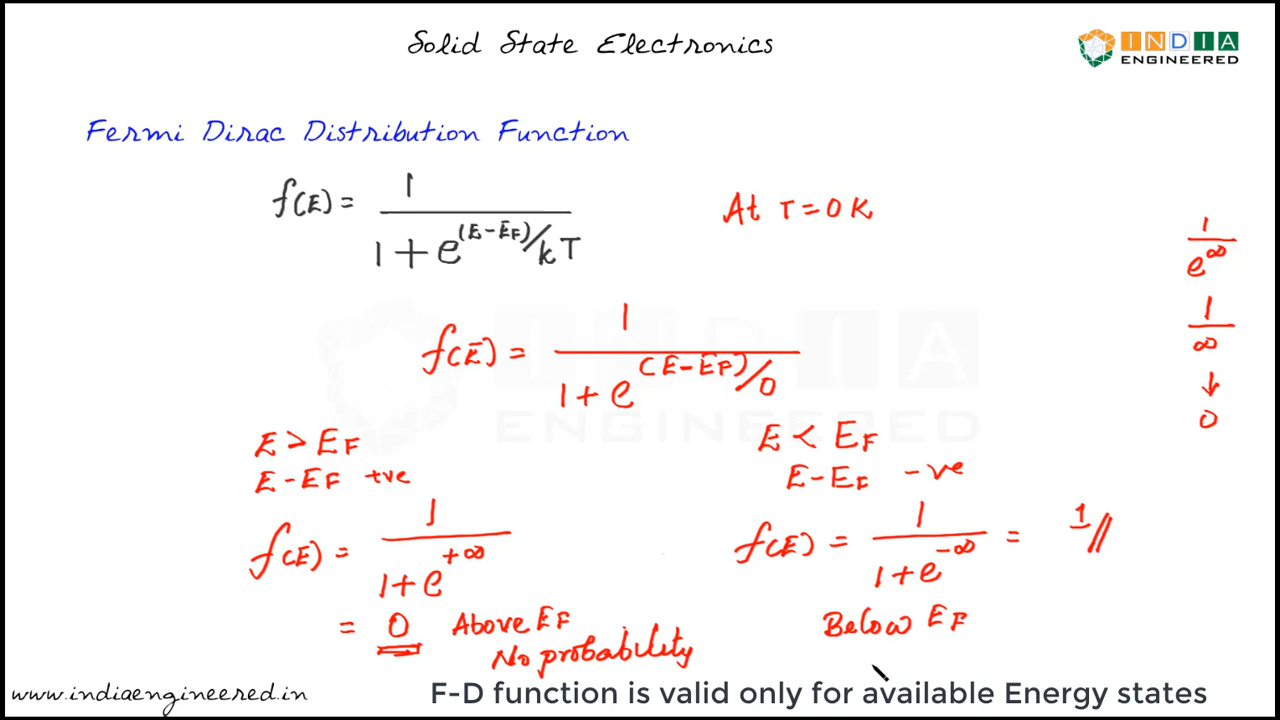 Solid State Electronics
INDIA
ENGINEERED
Fermi Dirac Distribution Function
f(E) = 1 / (1 + e^((E-EF)/kT))
At T = 0 K
1/e^∞
1/∞
↓
0
f(E) = 1 / (1 + e^((E-EF)/0))
INDIA
ENGINEERED
E > EF
E - EF +ve
f(E) = 1 / (1 + e^(+∞))
= 0 Above EF
No probability
E < EF
E - EF -ve
f(E) = 1 / (1 + e^(-∞)) = 1//
Below EF
www.indiaengineered.in
F-D function is valid only for available Energy states